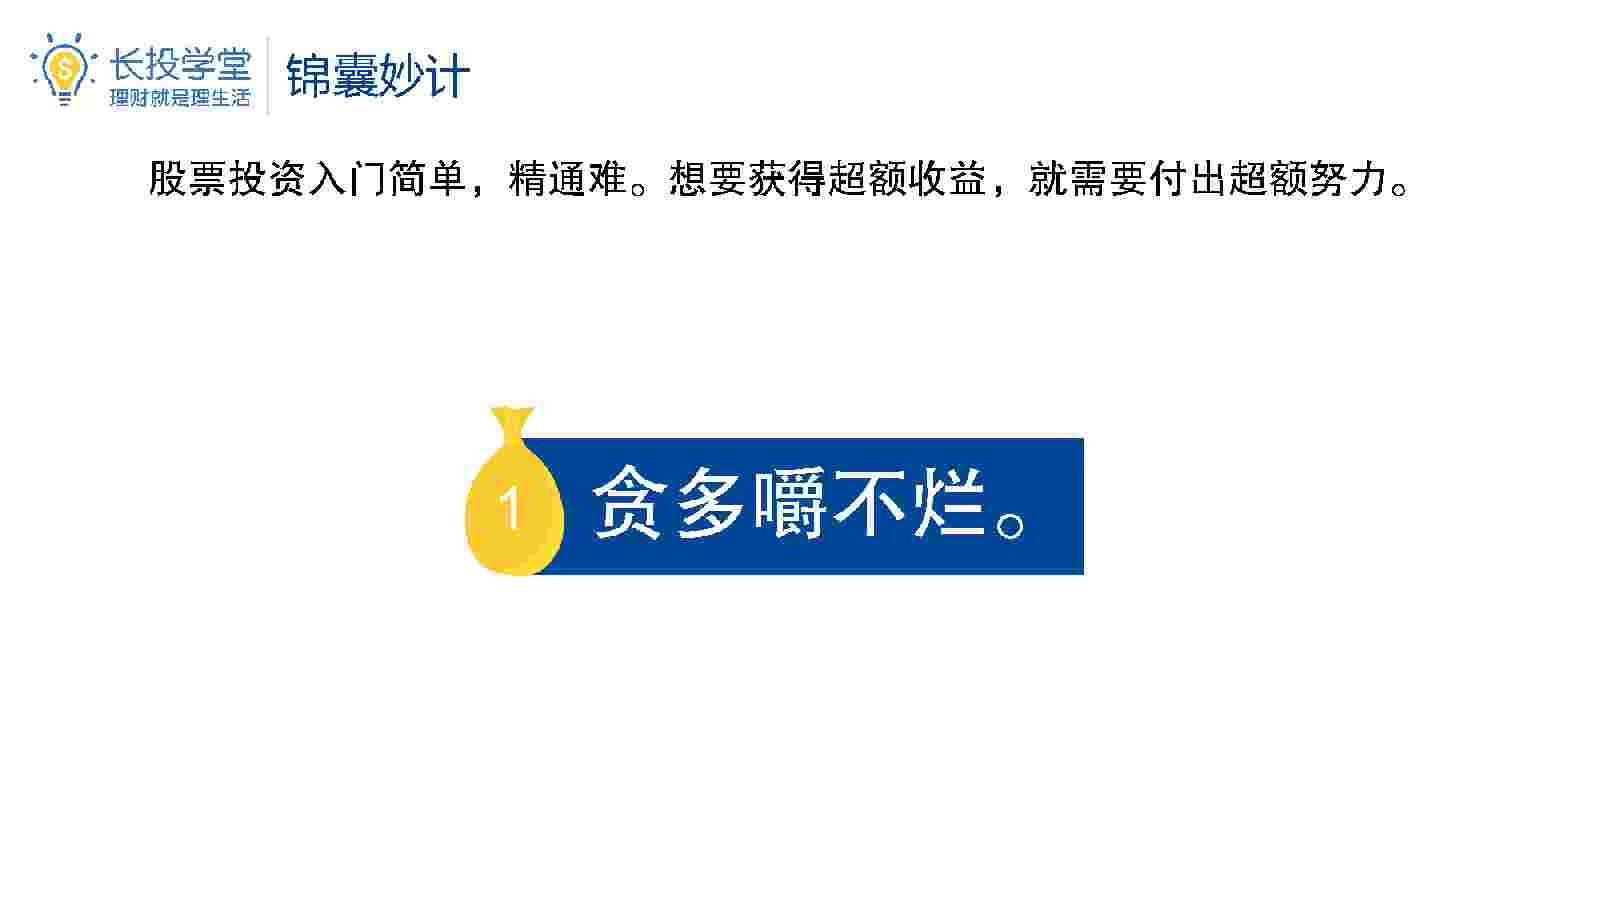 长投学堂
理财就是理生活
锦囊妙计
股票投资入门简单，精通难。想要获得超额收益，就需要付出超额努力。
1
贪多嚼不烂。